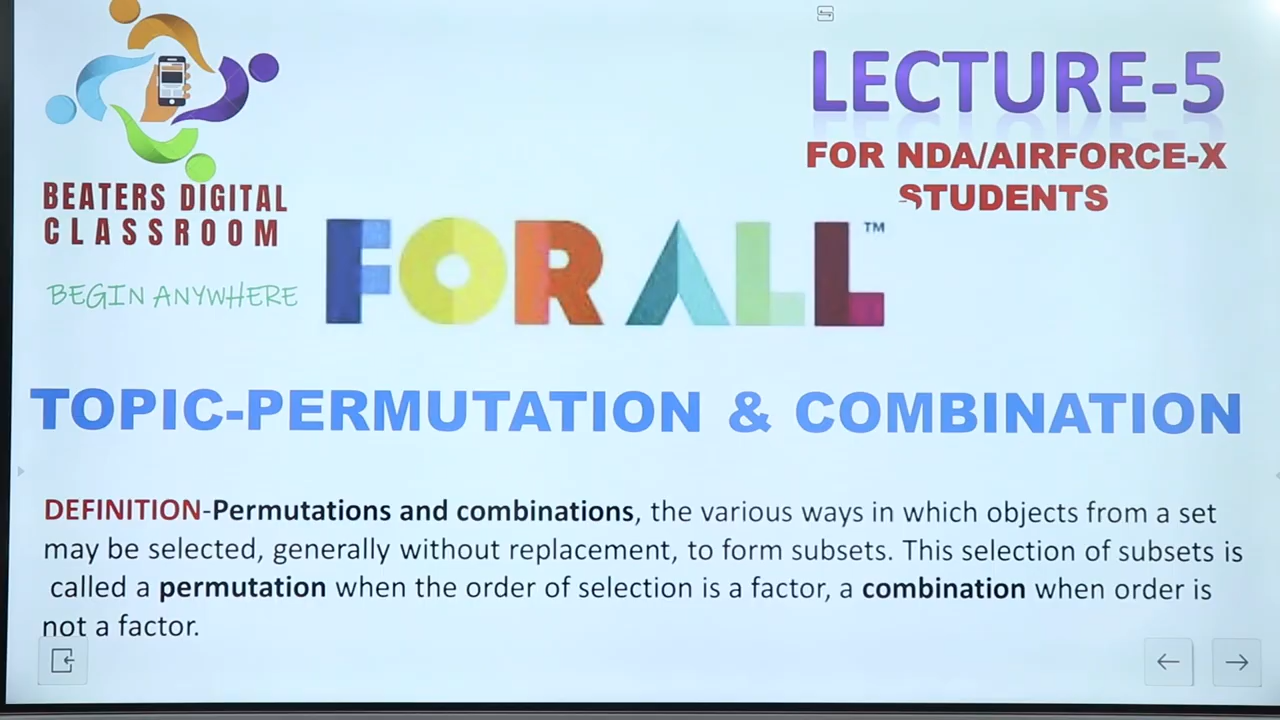 LECTURE-5
FOR NDA/AIRFORCE-X
STUDENTS
BEATERS DIGITAL
CLASSROOM
BEGIN ANYWHERE
FOR ALL™
TOPIC-PERMUTATION & COMBINATION
DEFINITION-Permutations and combinations, the various ways in which objects from a set
may be selected, generally without replacement, to form subsets. This selection of subsets is
called a permutation when the order of selection is a factor, a combination when order is
not a factor.